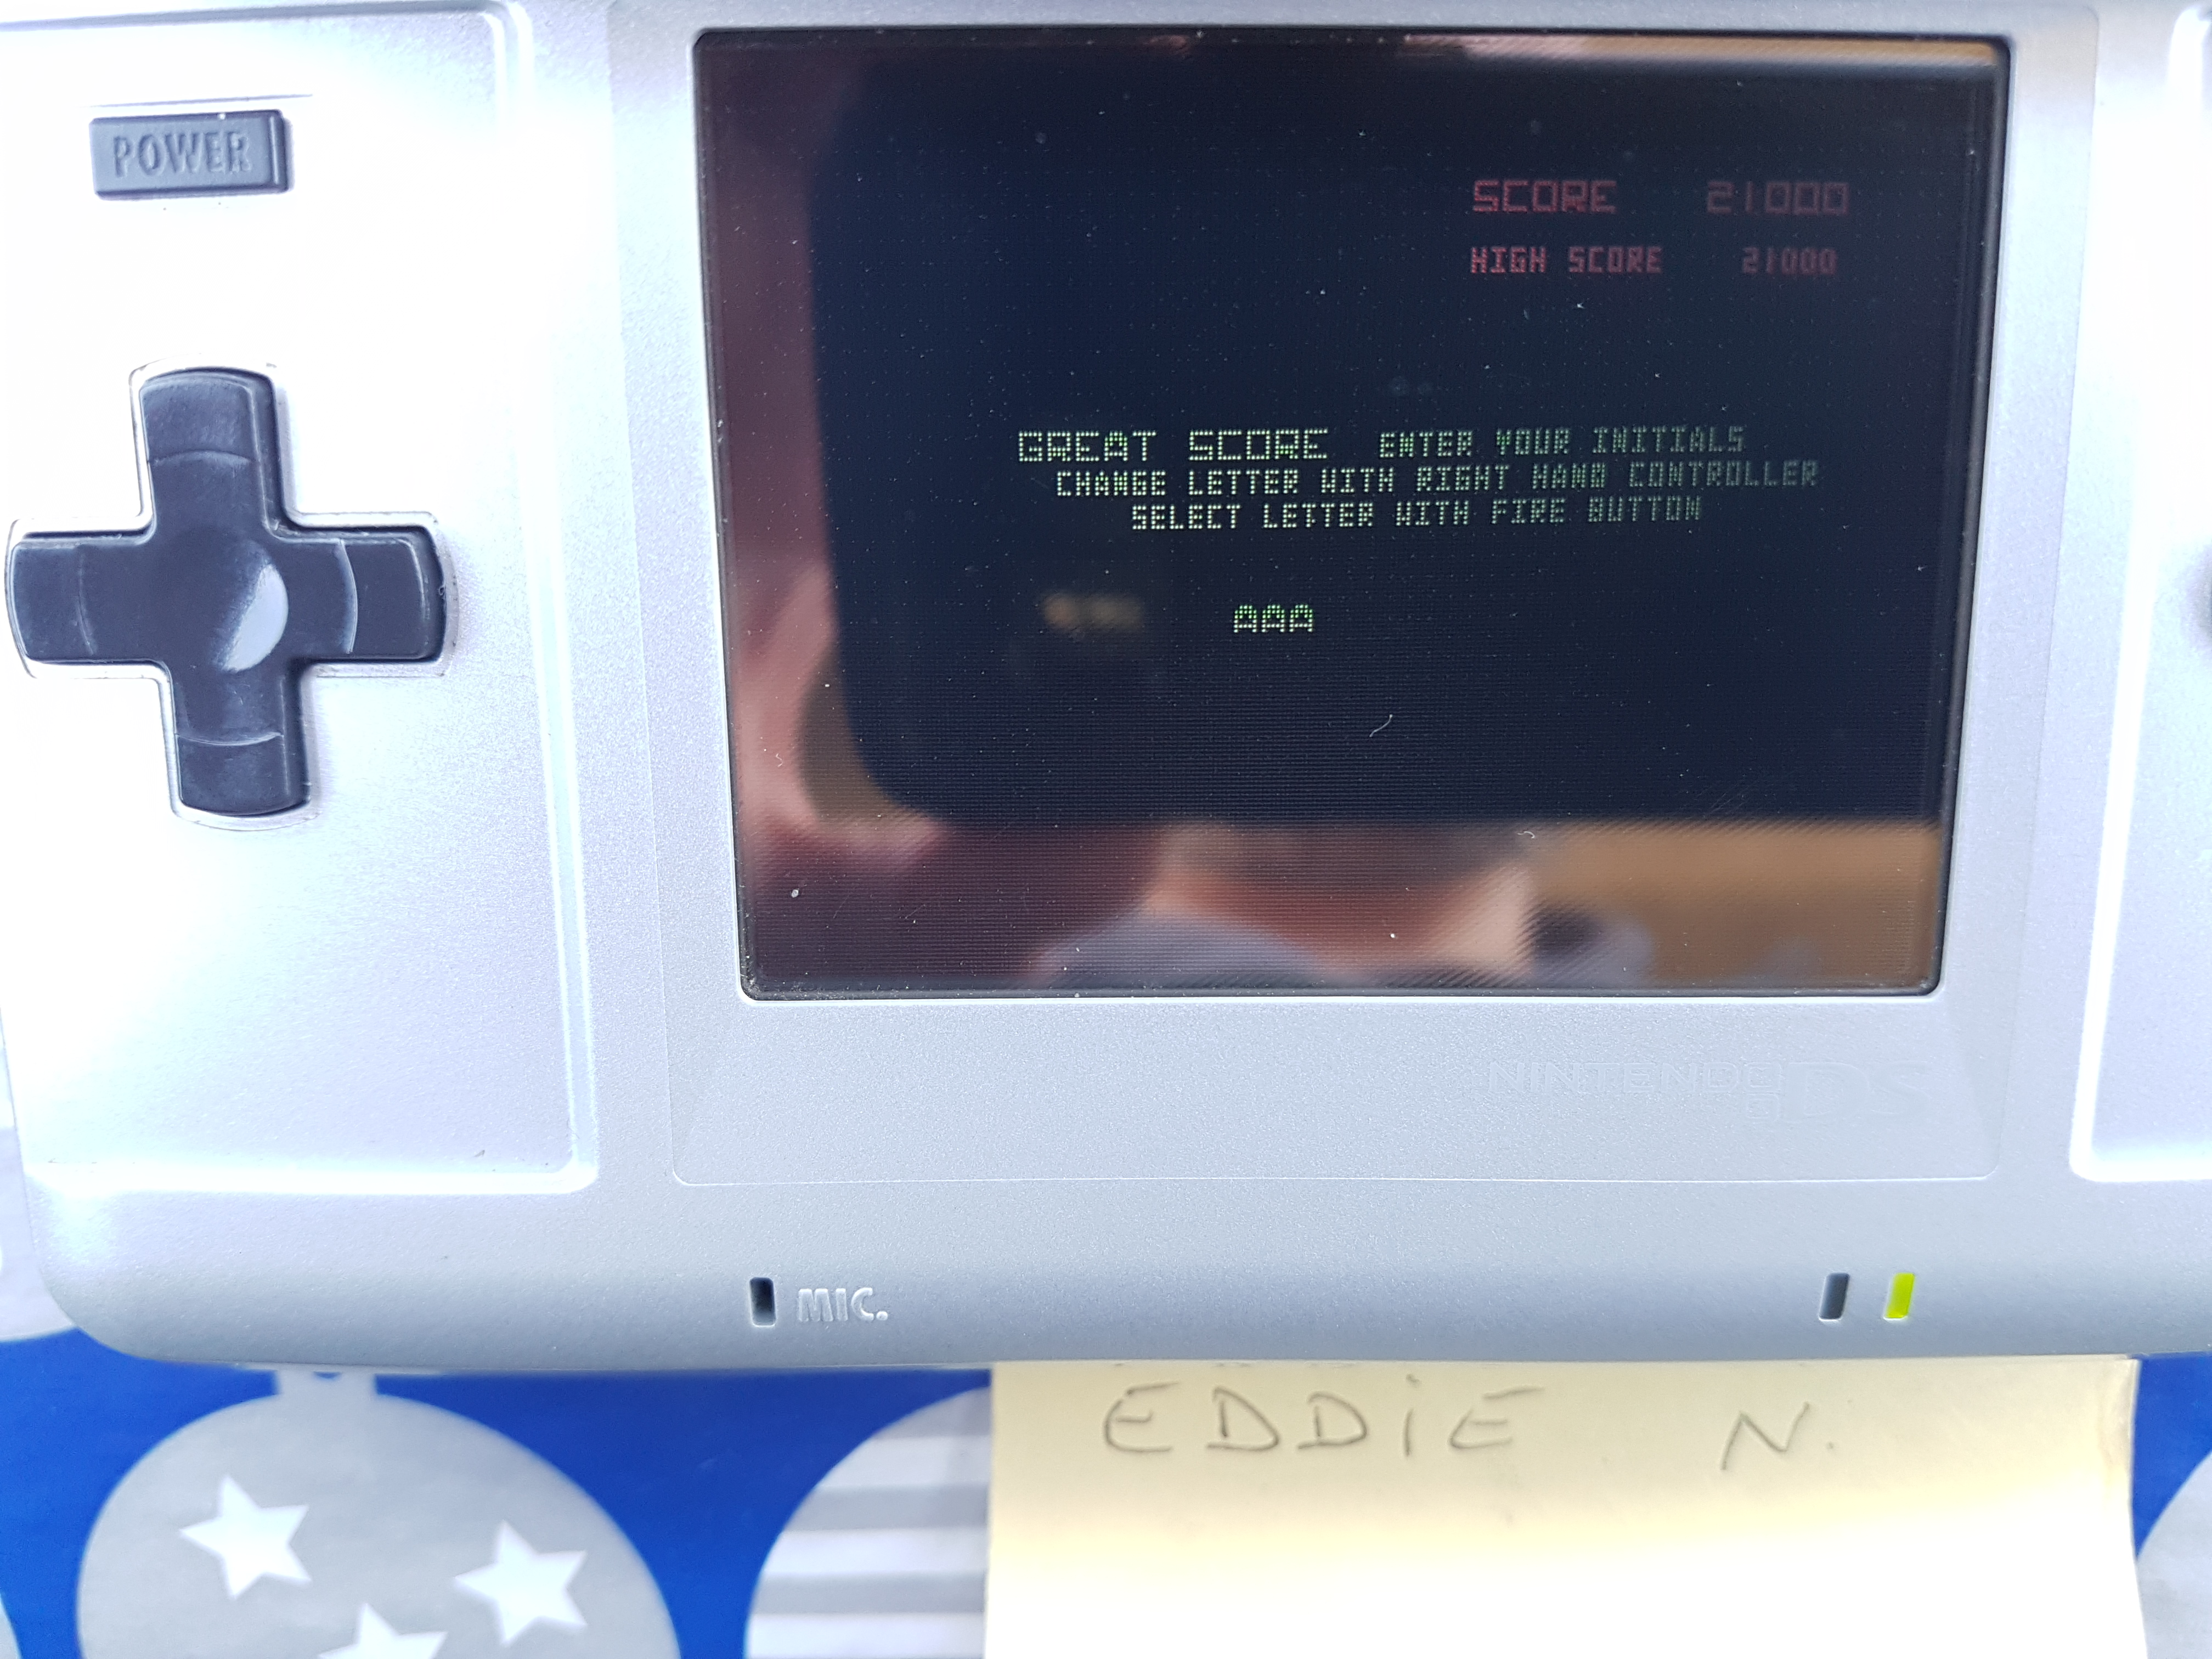 POWER
SCORE 21000
HIGH SCORE 21000
GREAT SCORE ENTER YOUR INITIALS
CHANGE LETTER WITH RIGHT HAND CONTROLLER
SELECT LETTER WITH FIRE BUTTON
AAA
NINTENDO DS
MIC.
EDDiE N.